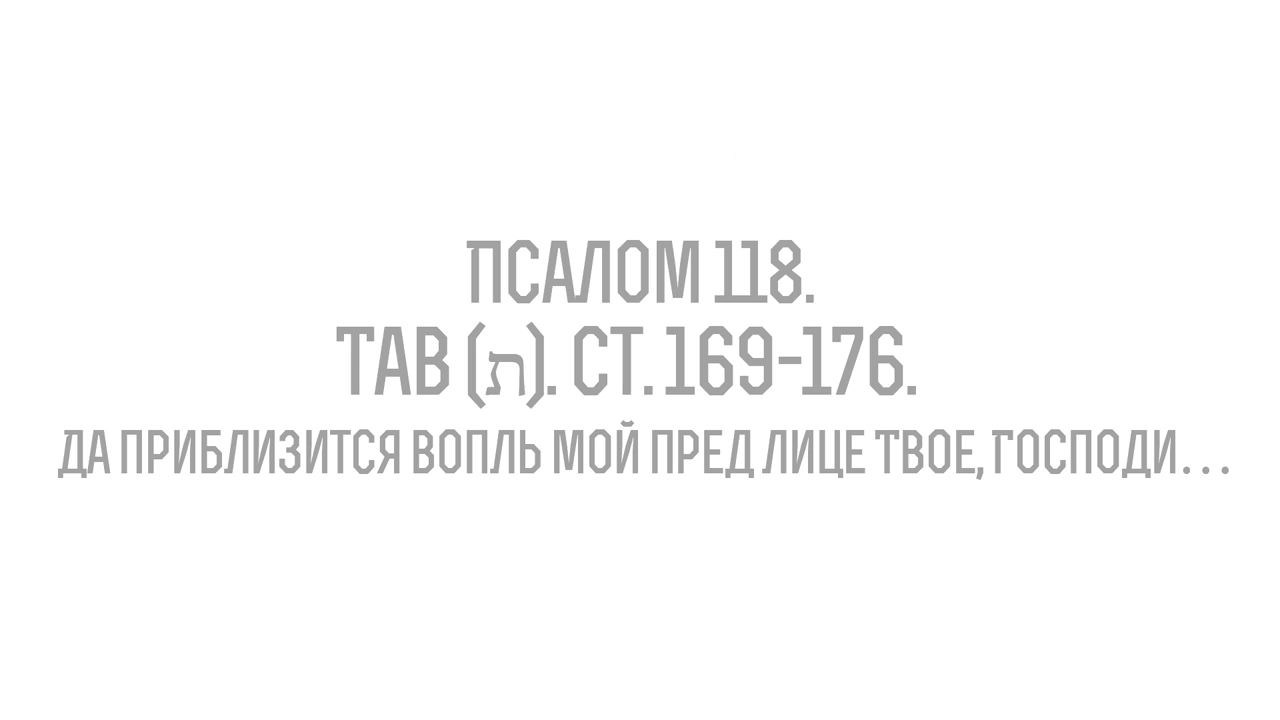 ПСАЛОМ 118.
ТАВ (ת). СТ. 169-176.
ДА ПРИБЛИЗИТСЯ ВОПЛЬ МОЙ ПРЕД ЛИЦЕ ТВОЕ, ГОСПОДИ...